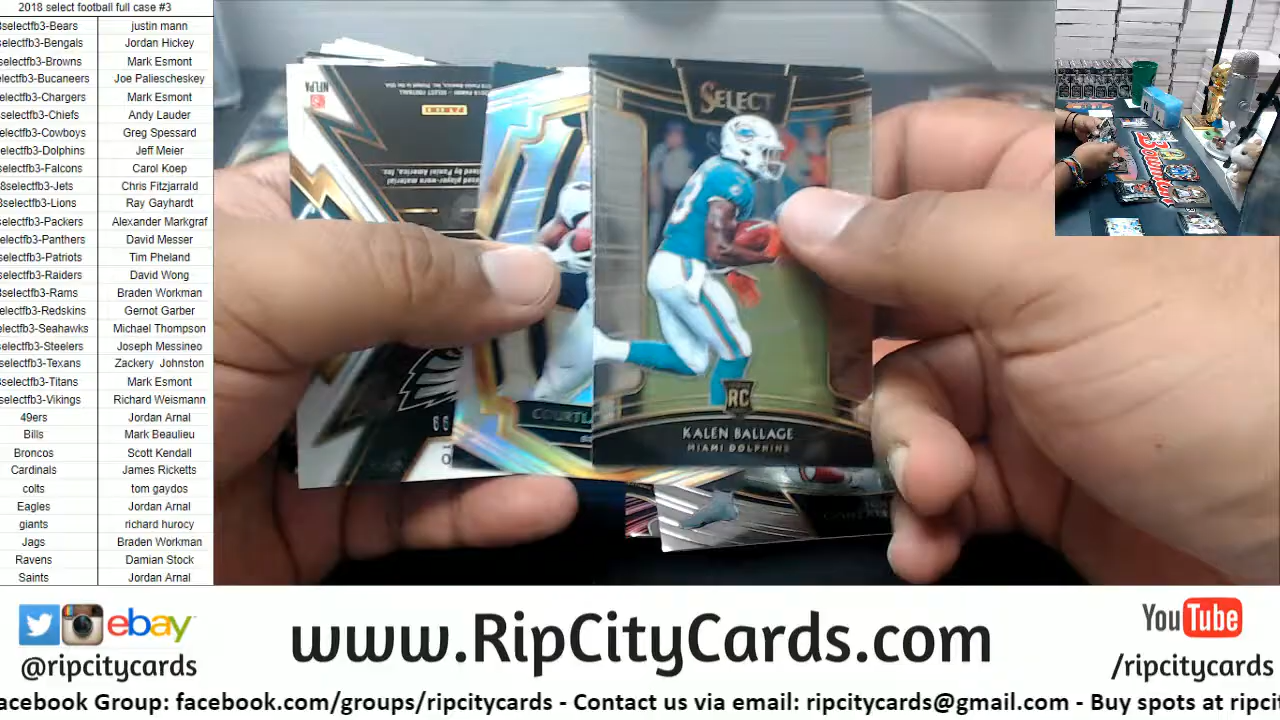 2018 select football full case #3
selectfb3-Bears justin mann
selectfb3-Bengals Jordan Hickey
selectfb3-Browns Mark Esmont
electfb3-Bucaneers Joe Paliescheskey
electfb3-Chargers Mark Esmont
selectfb3-Chiefs Andy Lauder
electfb3-Cowboys Greg Spessard
electfb3-Dolphins Jeff Meier
selectfb3-Falcons Carol Koep
8selectfb3-Jets Chris Fitzjarrald
selectfb3-Lions Ray Gayhardt
selectfb3-Packers Alexander Markgraf
electfb3-Panthers David Messer
selectfb3-Patriots Tim Pheland
selectfb3-Raiders David Wong
selectfb3-Rams Braden Workman
electfb3-Redskins Gernot Garber
electfb3-Seahawks Michael Thompson
selectfb3-Steelers Joseph Messineo
selectfb3-Texans Zackery Johnston
selectfb3-Titans Mark Esmont
selectfb3-Vikings Richard Weismann
49ers Jordan Arnal
Bills Mark Beaulieu
Broncos Scott Kendall
Cardinals James Ricketts
colts tom gaydos
Eagles Jordan Arnal
giants richard hurocy
Jags Braden Workman
Ravens Damian Stock
Saints Jordan Arnal
NFLPA
SELECT
RC
KALEN BALLAGE
MIAMI DOLPHINS
COURTL
ebay
@ripcitycards
www.RipCityCards.com
YouTube
/ripcitycards
acebook Group: facebook.com/groups/ripcitycards - Contact us via email: ripcitycards@gmail.com - Buy spots at ripci